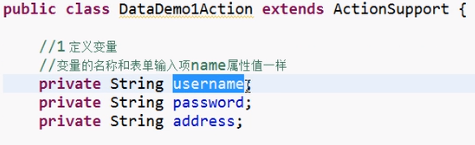 public class DataDemo1Action extends ActionSupport {
//1 定义变量
//变量的名称和表单输入项name属性值一样
private String username;
private String password;
private String address;